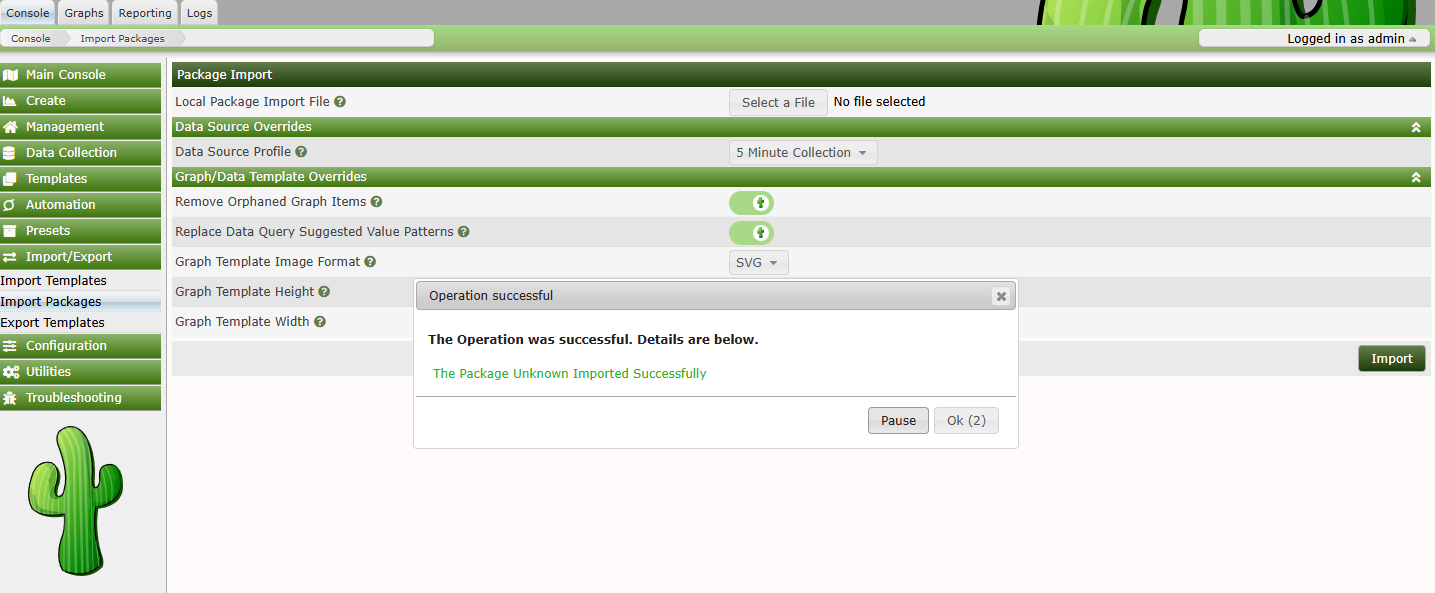 Console Graphs Reporting Logs
Console Import Packages Logged in as admin
Main Console
Create
Management
Data Collection
Templates
Automation
Presets
Import/Export
Import Templates
Import Packages
Export Templates
Configuration
Utilities
Troubleshooting
Package Import
Local Package Import File Select a File No file selected
Data Source Overrides
Data Source Profile 5 Minute Collection
Graph/Data Template Overrides
Remove Orphaned Graph Items
Replace Data Query Suggested Value Patterns
Graph Template Image Format SVG
Graph Template Height
Graph Template Width
Import
Operation successful
The Operation was successful. Details are below.
The Package Unknown Imported Successfully
Pause Ok (2)